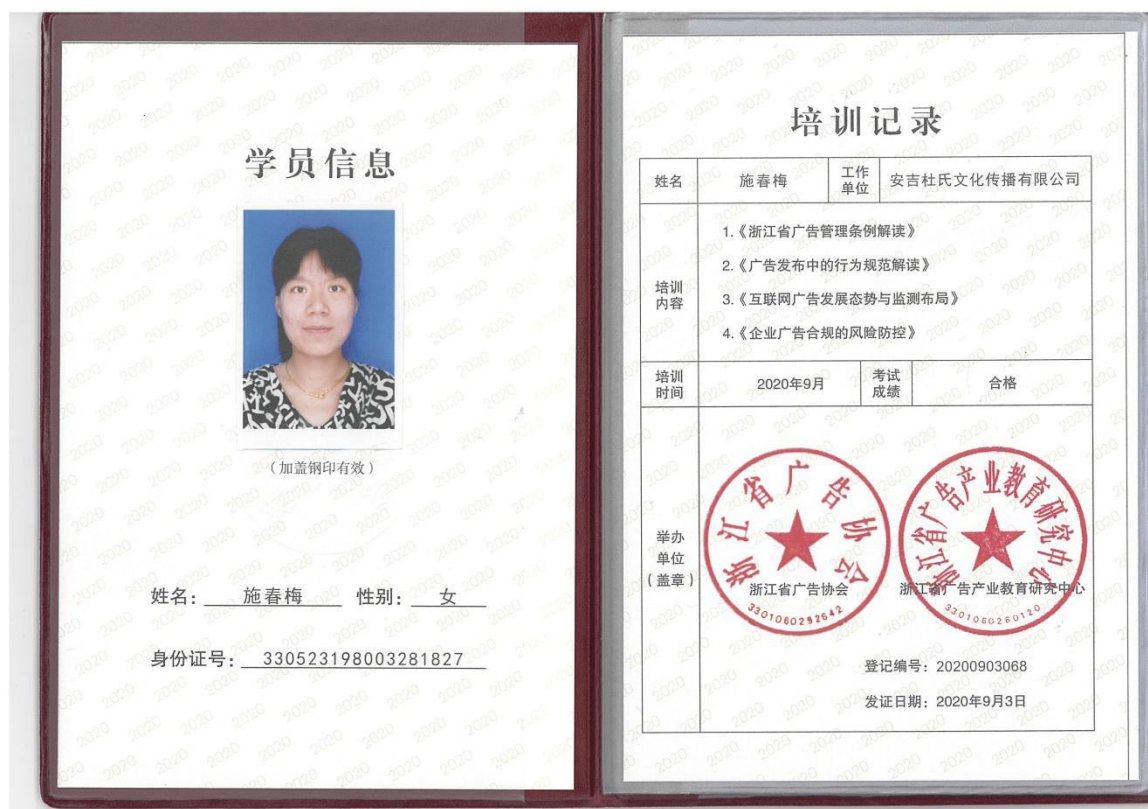 学员信息
(加盖钢印有效)
姓名: 施春梅 性别: 女
身份证号: 330523198003281827
培训记录
姓名 施春梅 工作单位 安吉杜氏文化传播有限公司
培训内容
1.《浙江省广告管理条例解读》
2.《广告发布中的行为规范解读》
3.《互联网广告发展态势与监测布局》
4.《企业广告合规的风险防控》
培训时间 2020年9月 考试成绩 合格
举办单位(盖章)
浙江省广告协会
浙江省广告协会
3301060292642
浙江省广告产业教育研究中心
浙江省广告产业教育研究中心
3301060260120
登记编号: 20200903068
发证日期: 2020年9月3日
2020